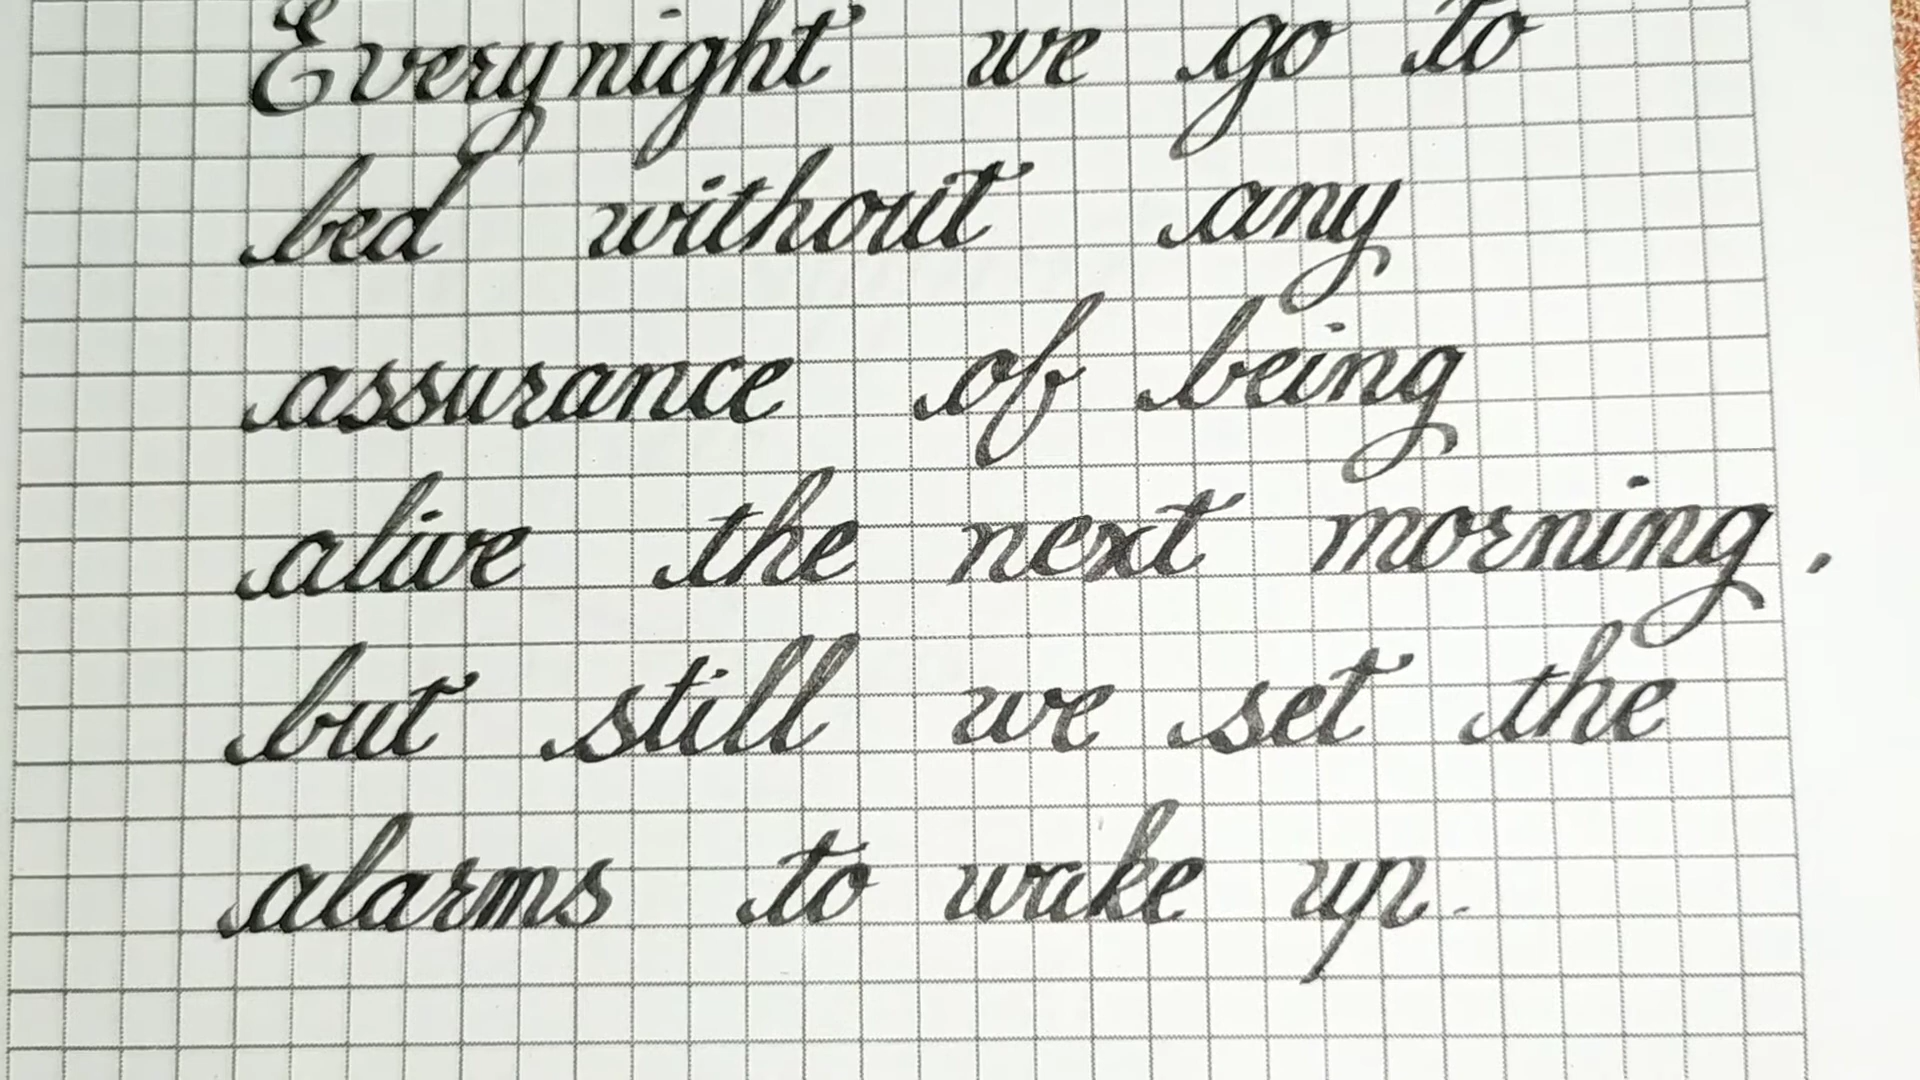 Everynight we go to
bed without any
assurance of being
alive the next morning,
but still we set the
alarms to wake up.